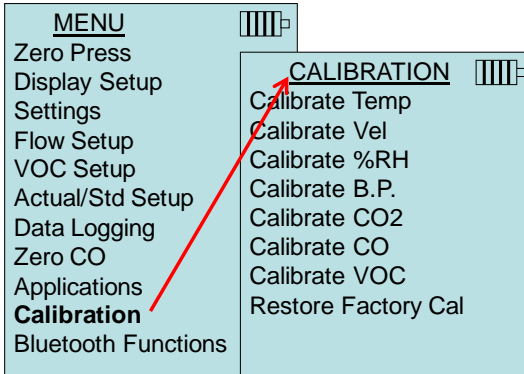 MENU
Zero Press
Display Setup
Settings
Flow Setup
VOC Setup
Actual/Std Setup
Data Logging
Zero CO
Applications
Calibration
Bluetooth Functions
CALIBRATION
Calibrate Temp
Calibrate Vel
Calibrate %RH
Calibrate B.P.
Calibrate CO2
Calibrate CO
Calibrate VOC
Restore Factory Cal